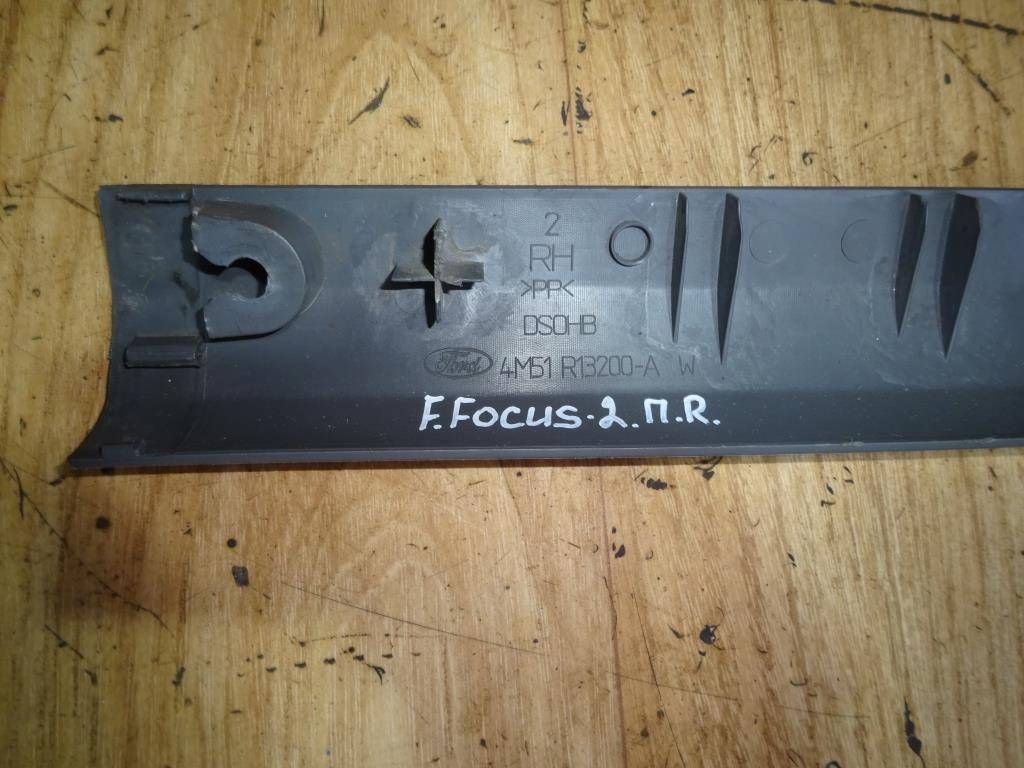 2
RH
>PP<
DSOHB
Ford 4M51 R13200-A W
F.FOCUS-2.П.R.